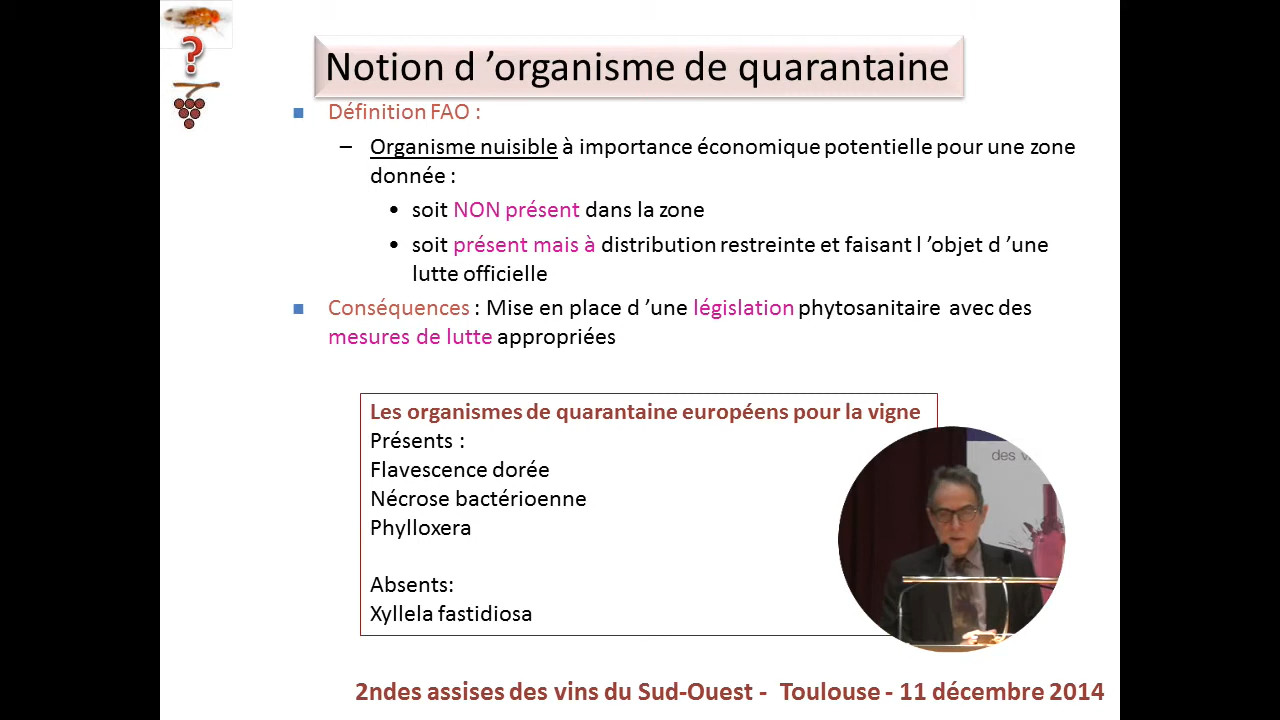 ?
Notion d ’organisme de quarantaine
Définition FAO :
– Organisme nuisible à importance économique potentielle pour une zone
donnée :
• soit NON présent dans la zone
• soit présent mais à distribution restreinte et faisant l ’objet d ’une
lutte officielle
Conséquences : Mise en place d ’une législation phytosanitaire avec des
mesures de lutte appropriées
Les organismes de quarantaine européens pour la vigne
Présents :
Flavescence dorée
Nécrose bactérioenne
Phylloxera
Absents:
Xyllela fastidiosa
des
2ndes assises des vins du Sud-Ouest - Toulouse - 11 décembre 2014